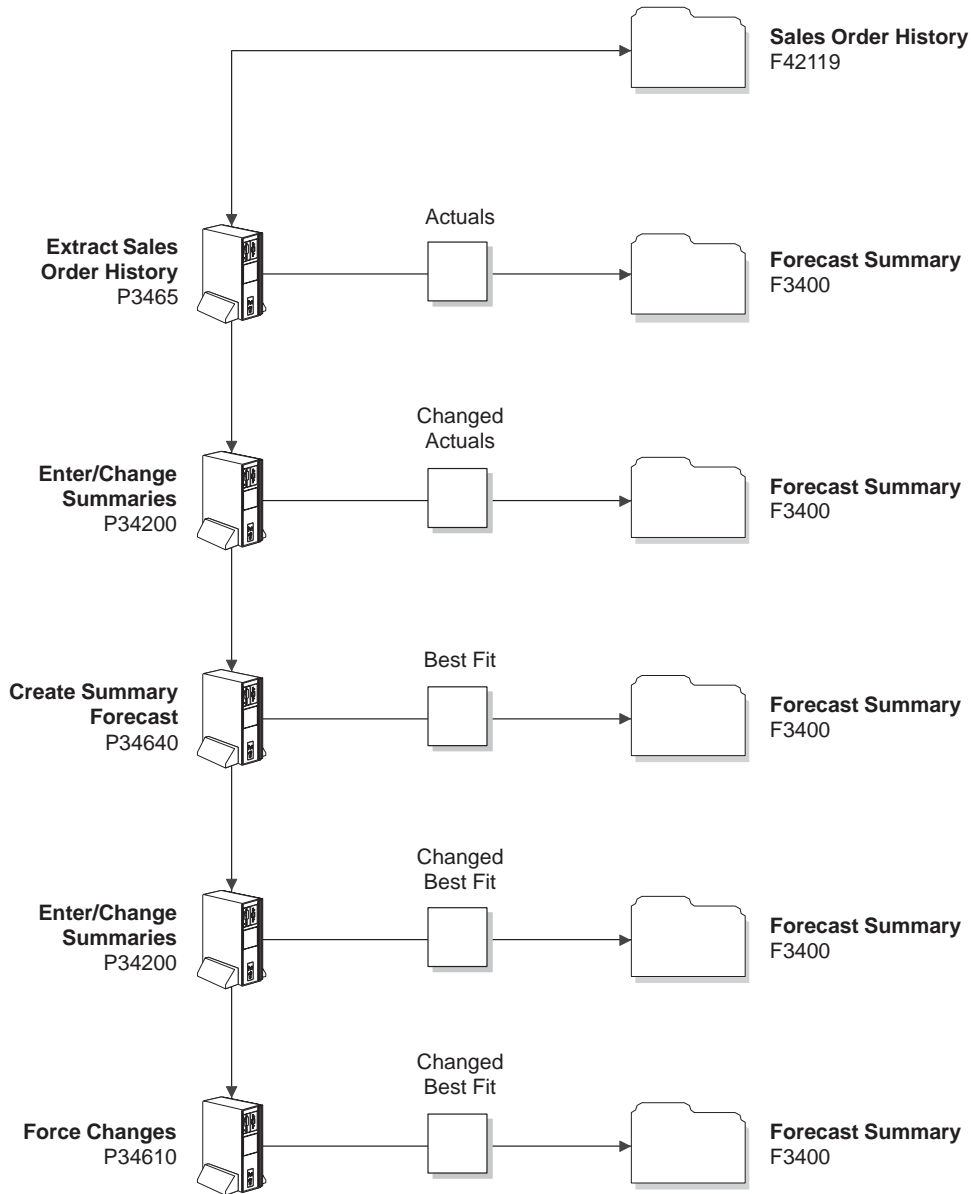 Sales Order History
F42119
Extract Sales
Order History
P3465
Actuals
Forecast Summary
F3400
Enter/Change
Summaries
P34200
Changed
Actuals
Forecast Summary
F3400
Create Summary
Forecast
P34640
Best Fit
Forecast Summary
F3400
Enter/Change
Summaries
P34200
Changed
Best Fit
Forecast Summary
F3400
Force Changes
P34610
Changed
Best Fit
Forecast Summary
F3400